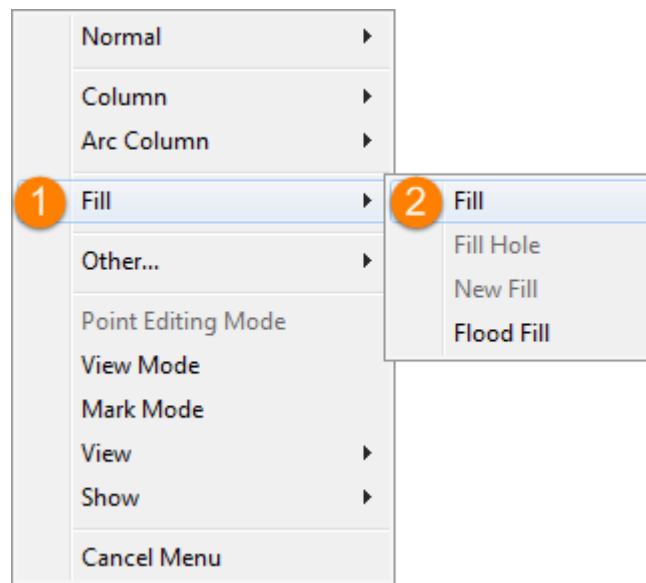 Normal
Column
Arc Column
1 Fill
2 Fill
Fill Hole
New Fill
Flood Fill
Other...
Point Editing Mode
View Mode
Mark Mode
View
Show
Cancel Menu